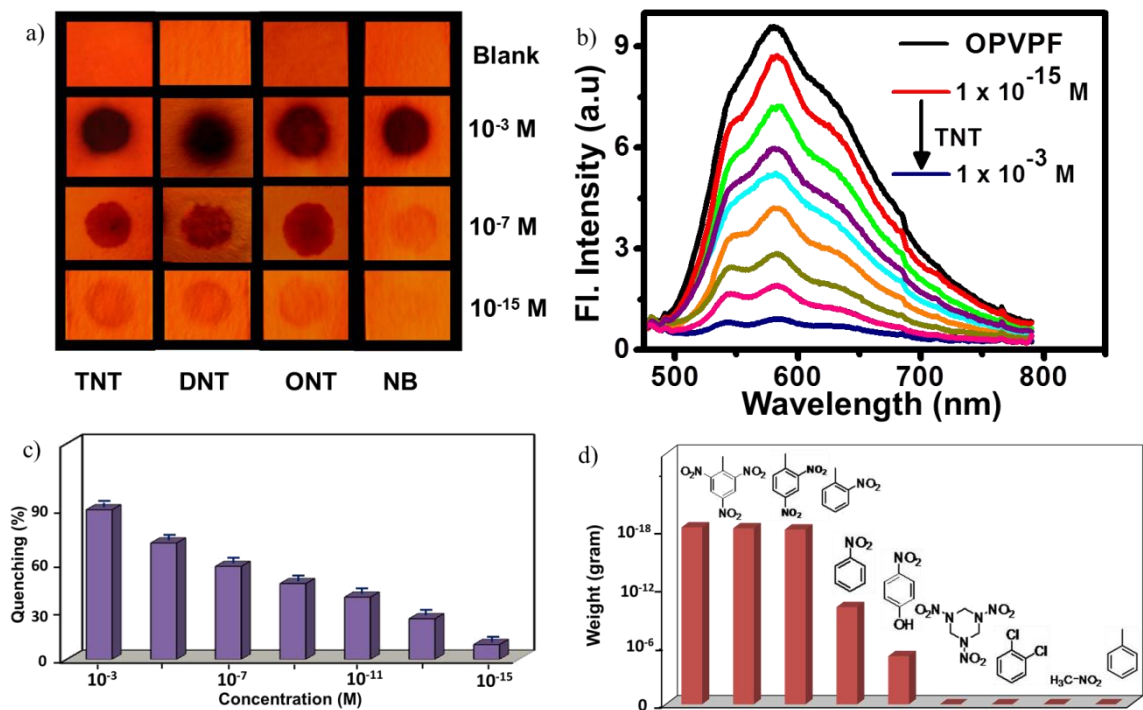 a)
Blank
10⁻³ M
10⁻⁷ M
10⁻¹⁵ M
TNT DNT ONT NB
b)
9
6
3
0
Fl. Intensity (a.u)
OPVPF
1 x 10⁻¹⁵ M
TNT
1 x 10⁻³ M
500 600 700 800
Wavelength (nm)
c)
Quenching (%)
90
60
30
0
10⁻³ 10⁻⁷ 10⁻¹¹ 10⁻¹⁵
Concentration (M)
d)
Weight (gram)
10⁻¹⁸
10⁻¹²
10⁻⁶
0
O₂N NO₂
NO₂
NO₂
NO₂
NO₂
NO₂
NO₂
OH
NO₂ NO₂
N N
N
NO₂
Cl
Cl
H₃C-NO₂